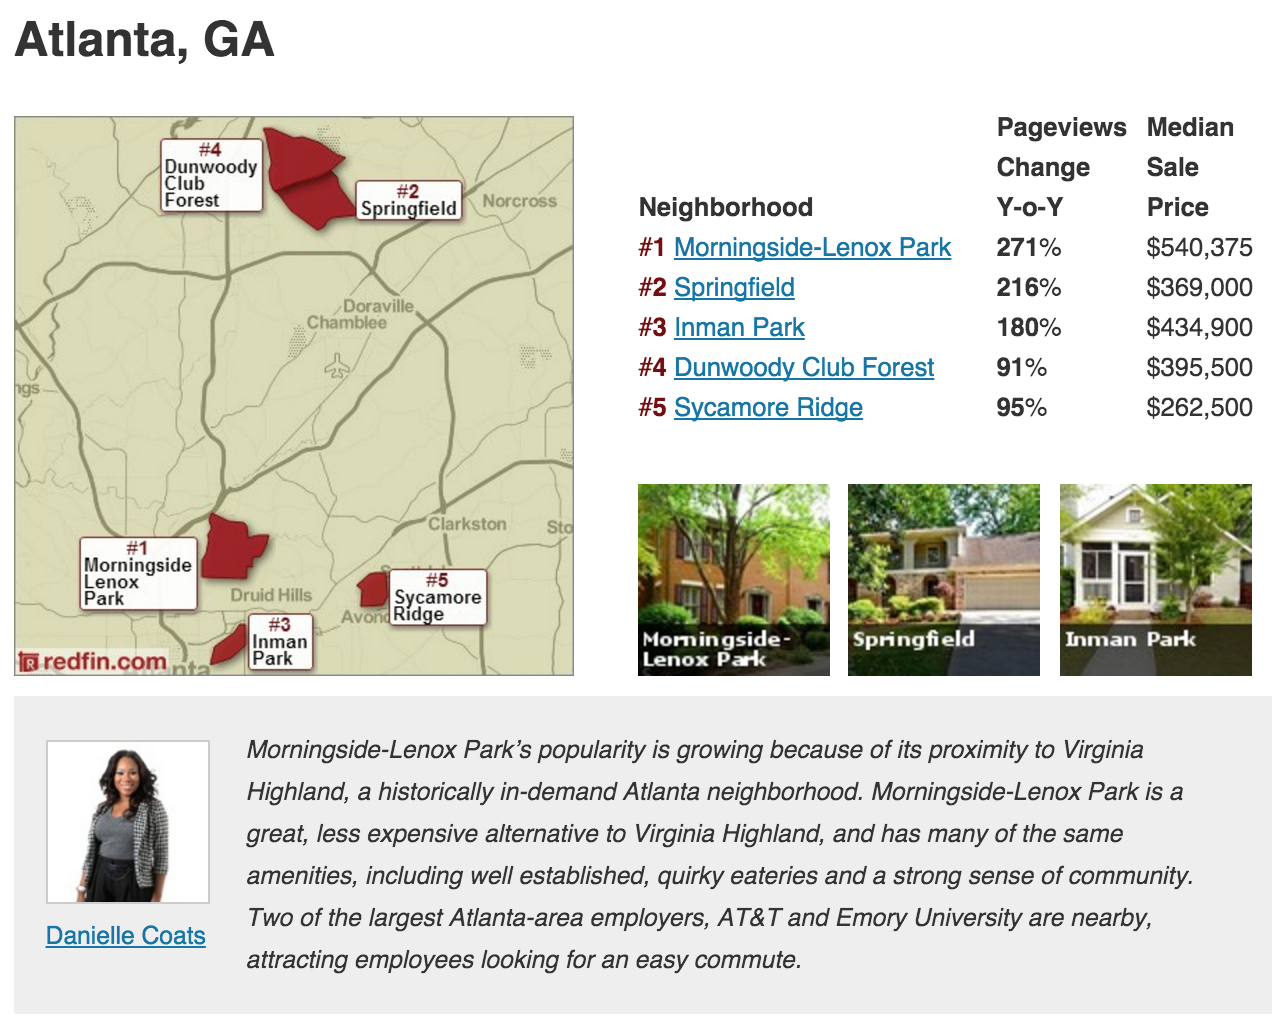 Atlanta, GA
#4
Dunwoody
Club
Forest
#2
Springfield
Norcross
Doraville
Chamblee
ngs
Clarkston
Sto
#1
Morningside
Lenox
Park
Druid Hills
#5
Sycamore
Ridge
Avond
#3
Inman
Park
redfin.com
anta
Pageviews Median
Change Sale
Neighborhood Y-o-Y Price
#1 Morningside-Lenox Park 271% $540,375
#2 Springfield 216% $369,000
#3 Inman Park 180% $434,900
#4 Dunwoody Club Forest 91% $395,500
#5 Sycamore Ridge 95% $262,500
Morningside-
Lenox Park
Springfield
Inman Park
Danielle Coats
Morningside-Lenox Park’s popularity is growing because of its proximity to Virginia
Highland, a historically in-demand Atlanta neighborhood. Morningside-Lenox Park is a
great, less expensive alternative to Virginia Highland, and has many of the same
amenities, including well established, quirky eateries and a strong sense of community.
Two of the largest Atlanta-area employers, AT&T and Emory University are nearby,
attracting employees looking for an easy commute.